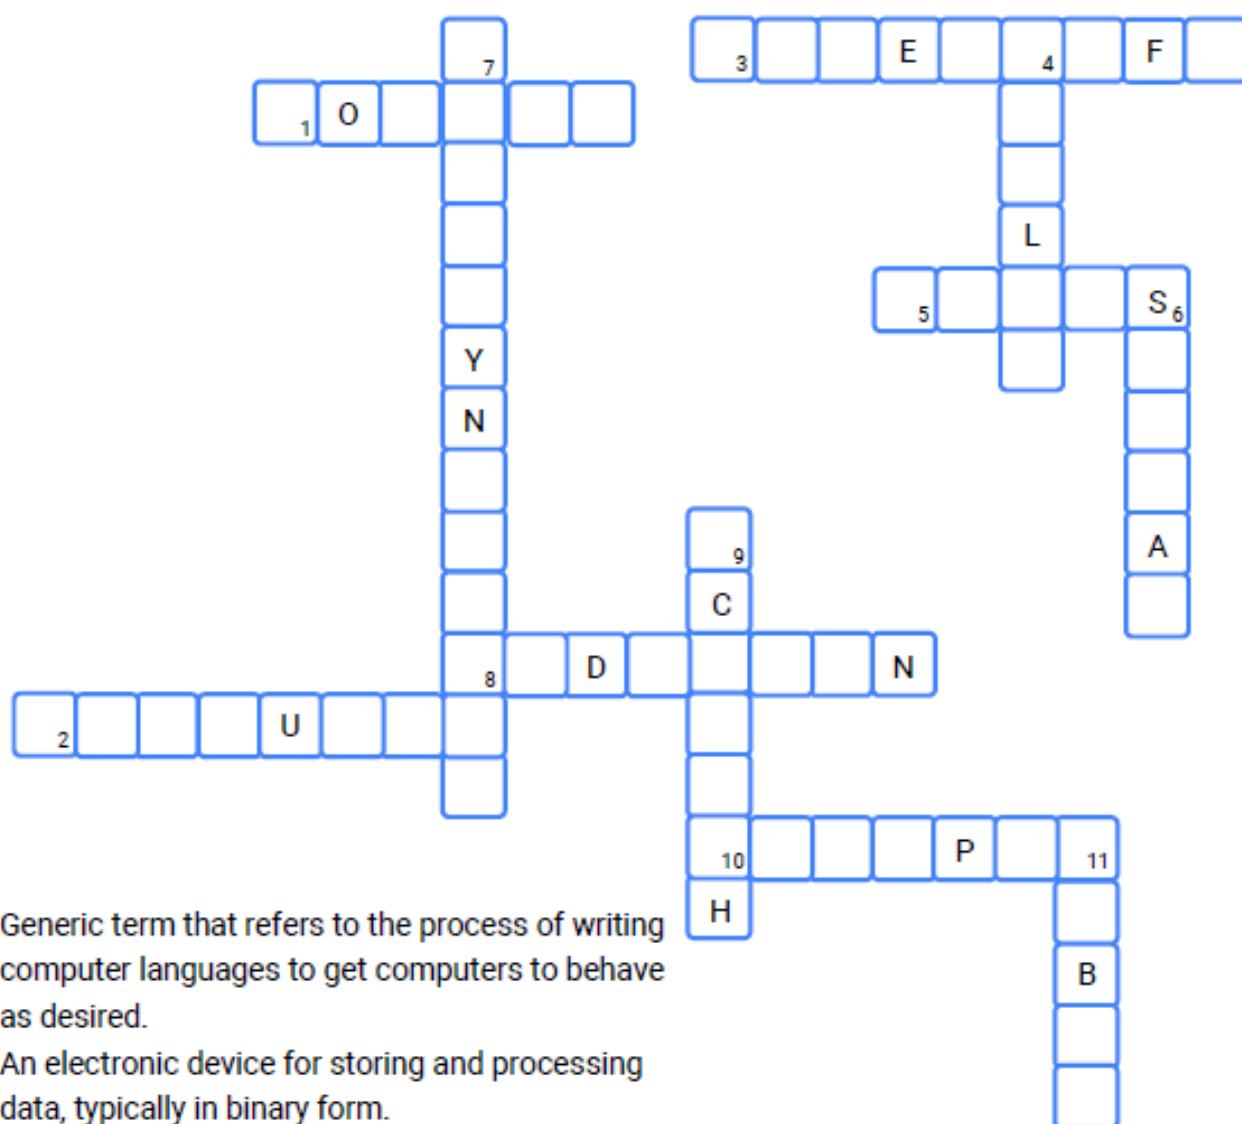 7
3 E 4 F
1 O
L
5 S 6
Y
N
A
9
C
8 D N
2 U
10 P 11
H
B
Generic term that refers to the process of writing
computer languages to get computers to behave
as desired.
An electronic device for storing and processing
data, typically in binary form.